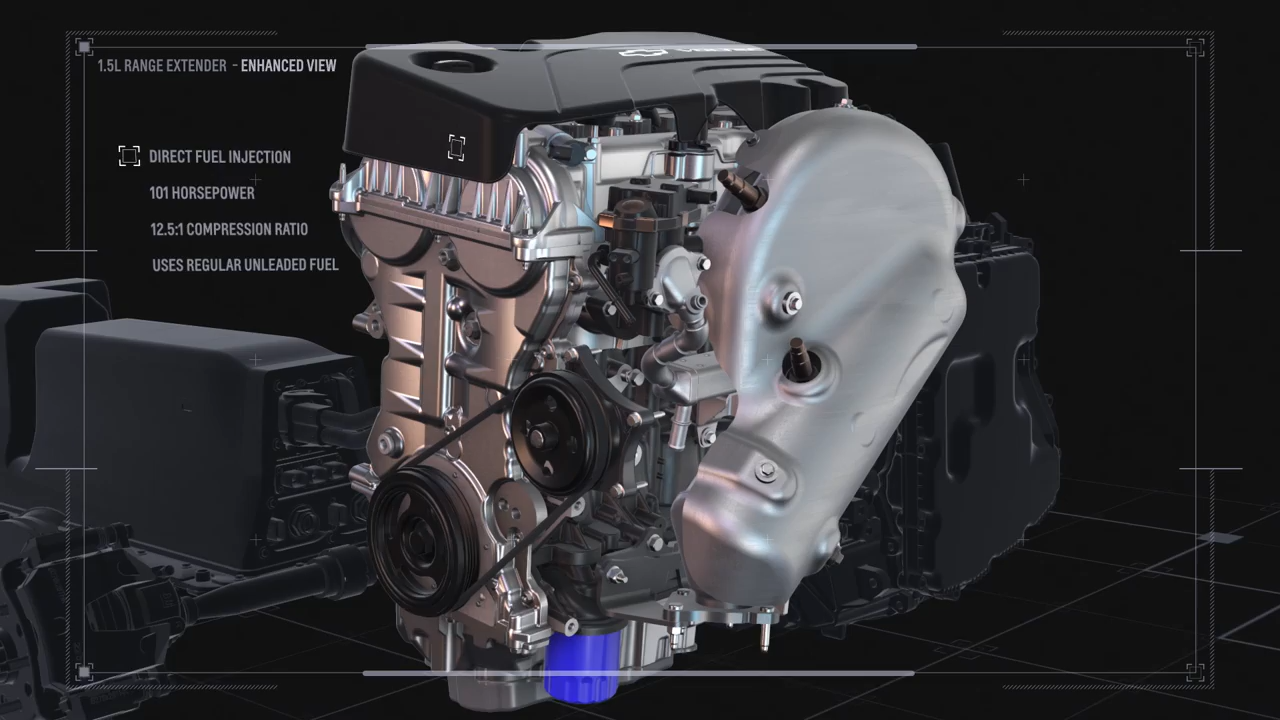 1.5L RANGE EXTENDER - ENHANCED VIEW
DIRECT FUEL INJECTION
101 HORSEPOWER
12.5:1 COMPRESSION RATIO
USES REGULAR UNLEADED FUEL